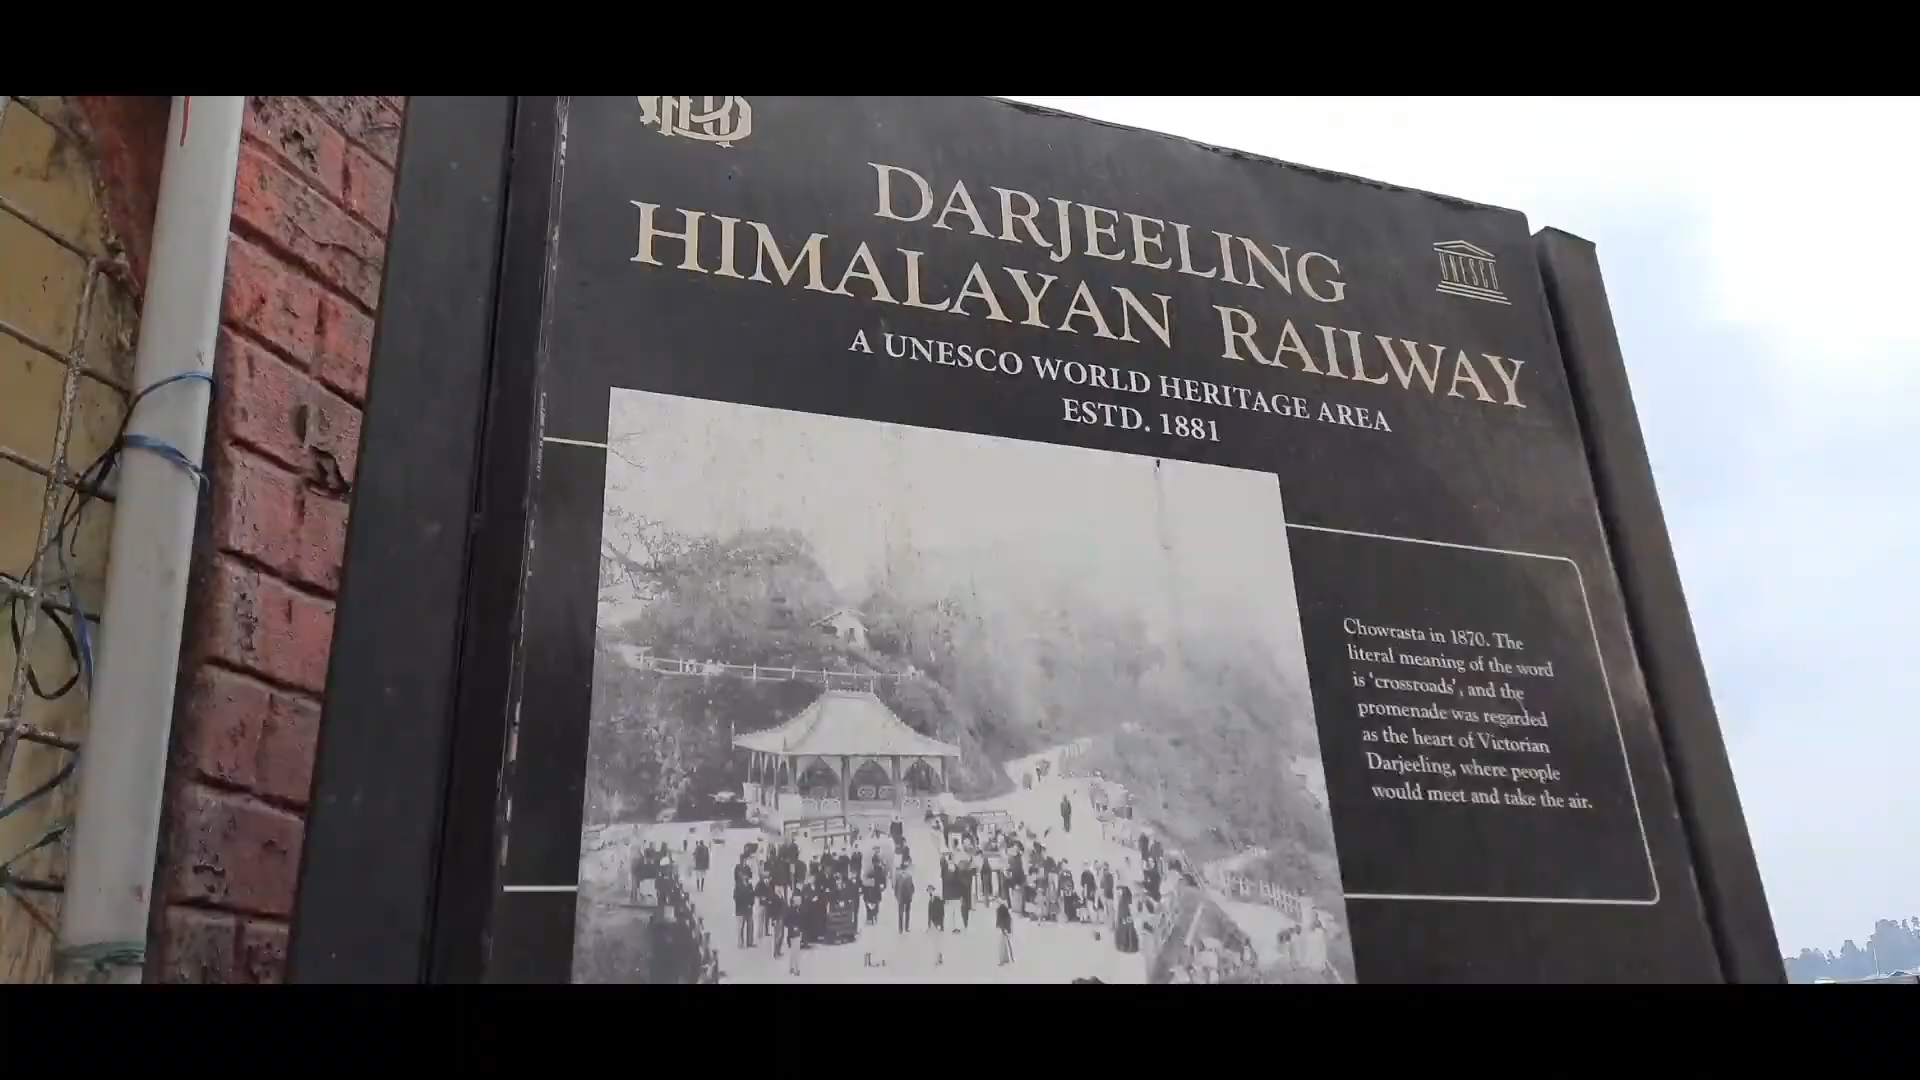 DHR
DARJEELING
HIMALAYAN RAILWAY
UNESCO
A UNESCO WORLD HERITAGE AREA
ESTD. 1881
Chowrasta in 1870. The
literal meaning of the word
is 'crossroads', and the
promenade was regarded
as the heart of Victorian
Darjeeling, where people
would meet and take the air.